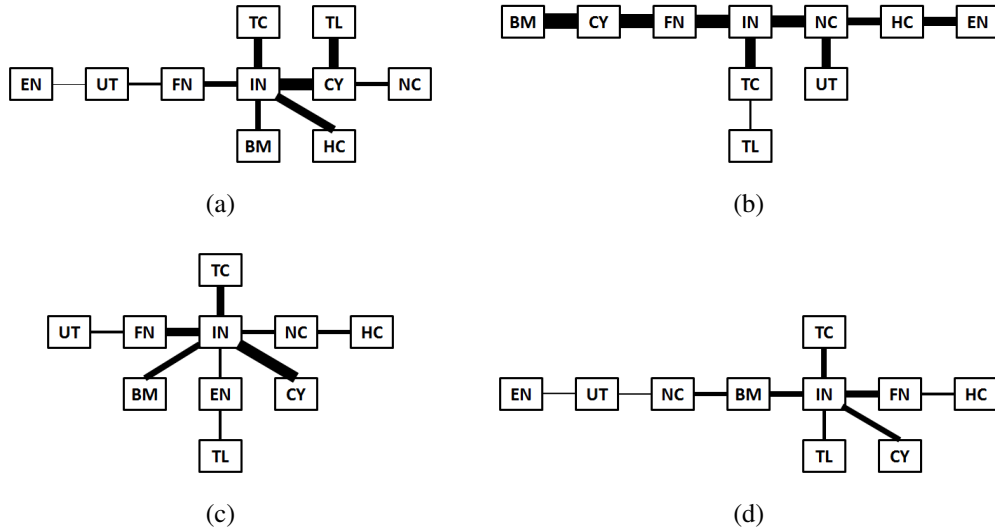 TC TL
EN UT FN IN CY NC
BM HC
(a)
BM CY FN IN NC HC EN
TC UT
TL
(b)
TC
UT FN IN NC HC
BM EN CY
TL
(c)
TC
EN UT NC BM IN FN HC
TL CY
(d)